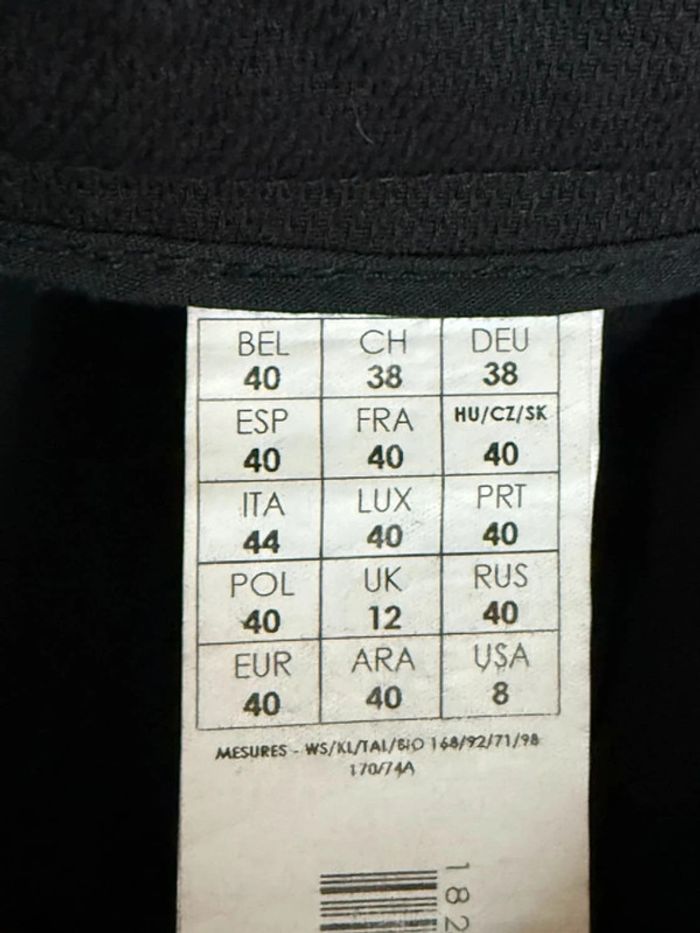 BEL CH DEU
40 38 38
ESP FRA HU/CZ/SK
40 40 40
ITA LUX PRT
44 40 40
POL UK RUS
40 12 40
EUR ARA USA
40 40 8
MESURES - WS/KL/TAL/BIO 168/92/71/98
170/74A
182